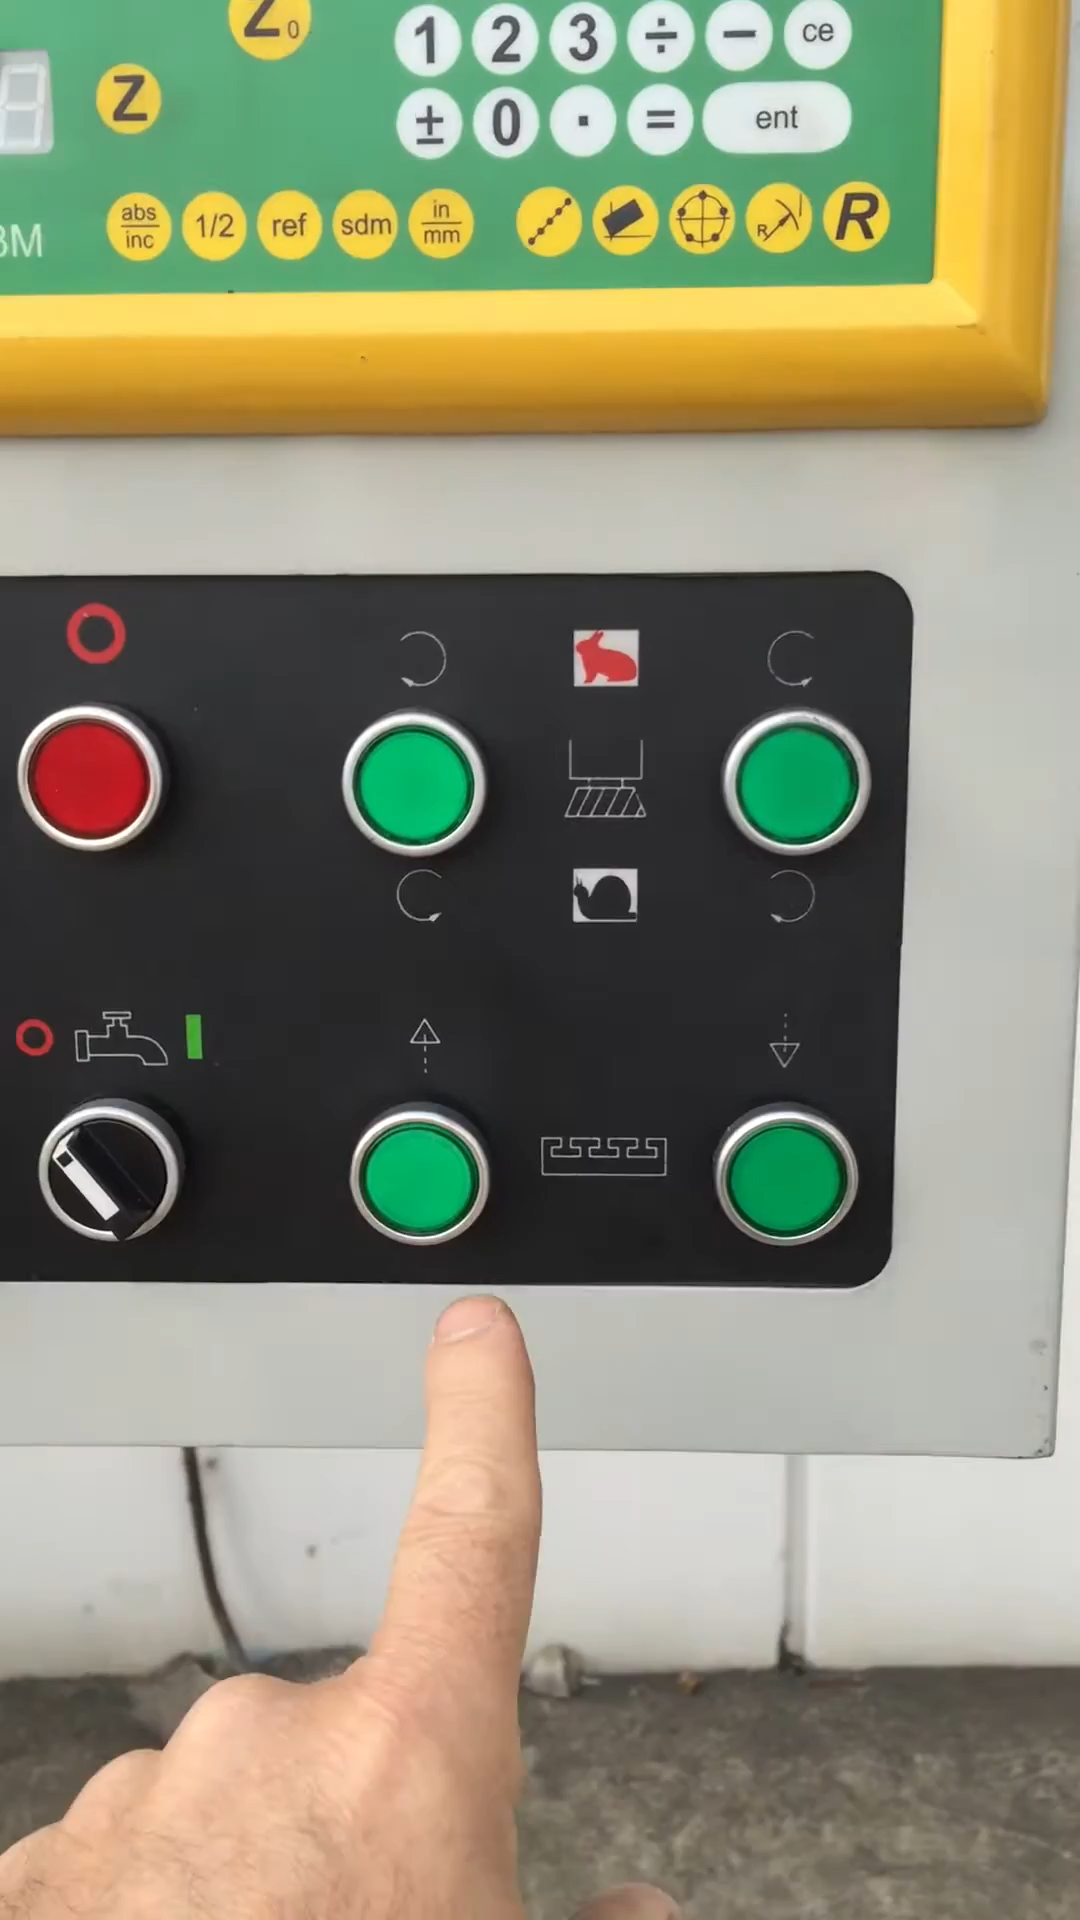 Z0
1 2 3 ÷ − ce
Z
± 0 . = ent
abs
inc
1/2 ref sdm
in
mm
R
R
BM